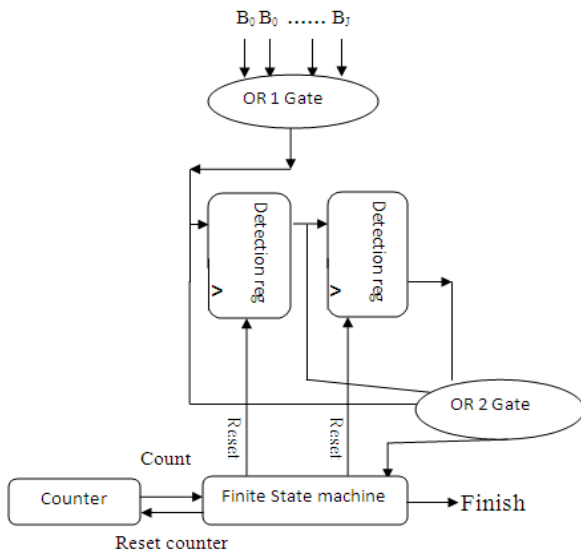 B₀ B₀ ...... B_J
OR 1 Gate
Detection reg
>
Detection reg
>
OR 2 Gate
Reset
Reset
Count
Counter
Finite State machine
Finish
Reset counter